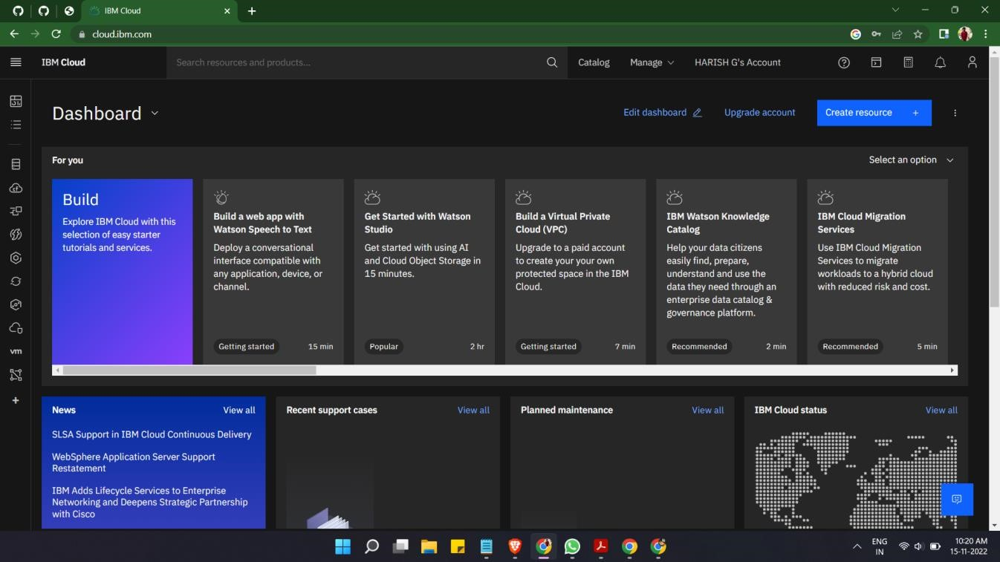 IBM Cloud
cloud.ibm.com
IBM Cloud
Search resources and products...
Catalog
Manage
HARISH G's Account
Dashboard
Edit dashboard
Upgrade account
Create resource +
For you
Select an option
Build
Explore IBM Cloud with this
selection of easy starter
tutorials and services.
Build a web app with
Watson Speech to Text
Deploy a conversational
interface compatible with
any application, device, or
channel.
Getting started
15 min
Get Started with Watson
Studio
Get started with using AI
and Cloud Object Storage in
15 minutes.
Popular
2 hr
Build a Virtual Private
Cloud (VPC)
Upgrade to a paid account
to create your your own
protected space in the IBM
Cloud.
Getting started
7 min
IBM Watson Knowledge
Catalog
Help your data citizens
easily find, prepare,
understand and use the
data they need through an
enterprise data catalog &
governance platform.
Recommended
2 min
IBM Cloud Migration
Services
Use IBM Cloud Migration
Services to migrate
workloads to a hybrid cloud
with reduced risk and cost.
Recommended
5 min
vm
News
View all
SLSA Support in IBM Cloud Continuous Delivery
WebSphere Application Server Support
Restatement
IBM Adds Lifecycle Services to Enterprise
Networking and Deepens Strategic Partnership
with Cisco
Recent support cases
View all
Planned maintenance
View all
IBM Cloud status
View all
ENG
IN
10:20 AM
15-11-2022